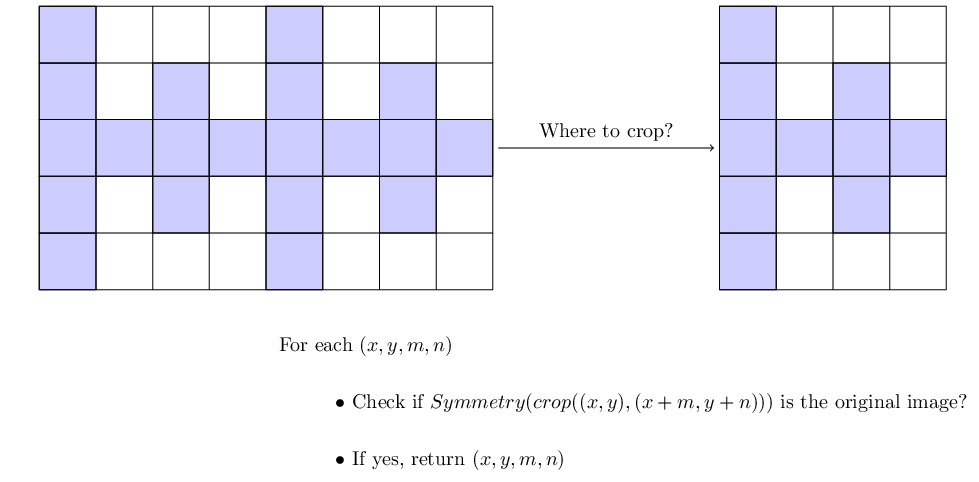 Where to crop?
For each (x, y, m, n)
• Check if Symmetry(crop((x, y), (x + m, y + n))) is the original image?
• If yes, return (x, y, m, n)